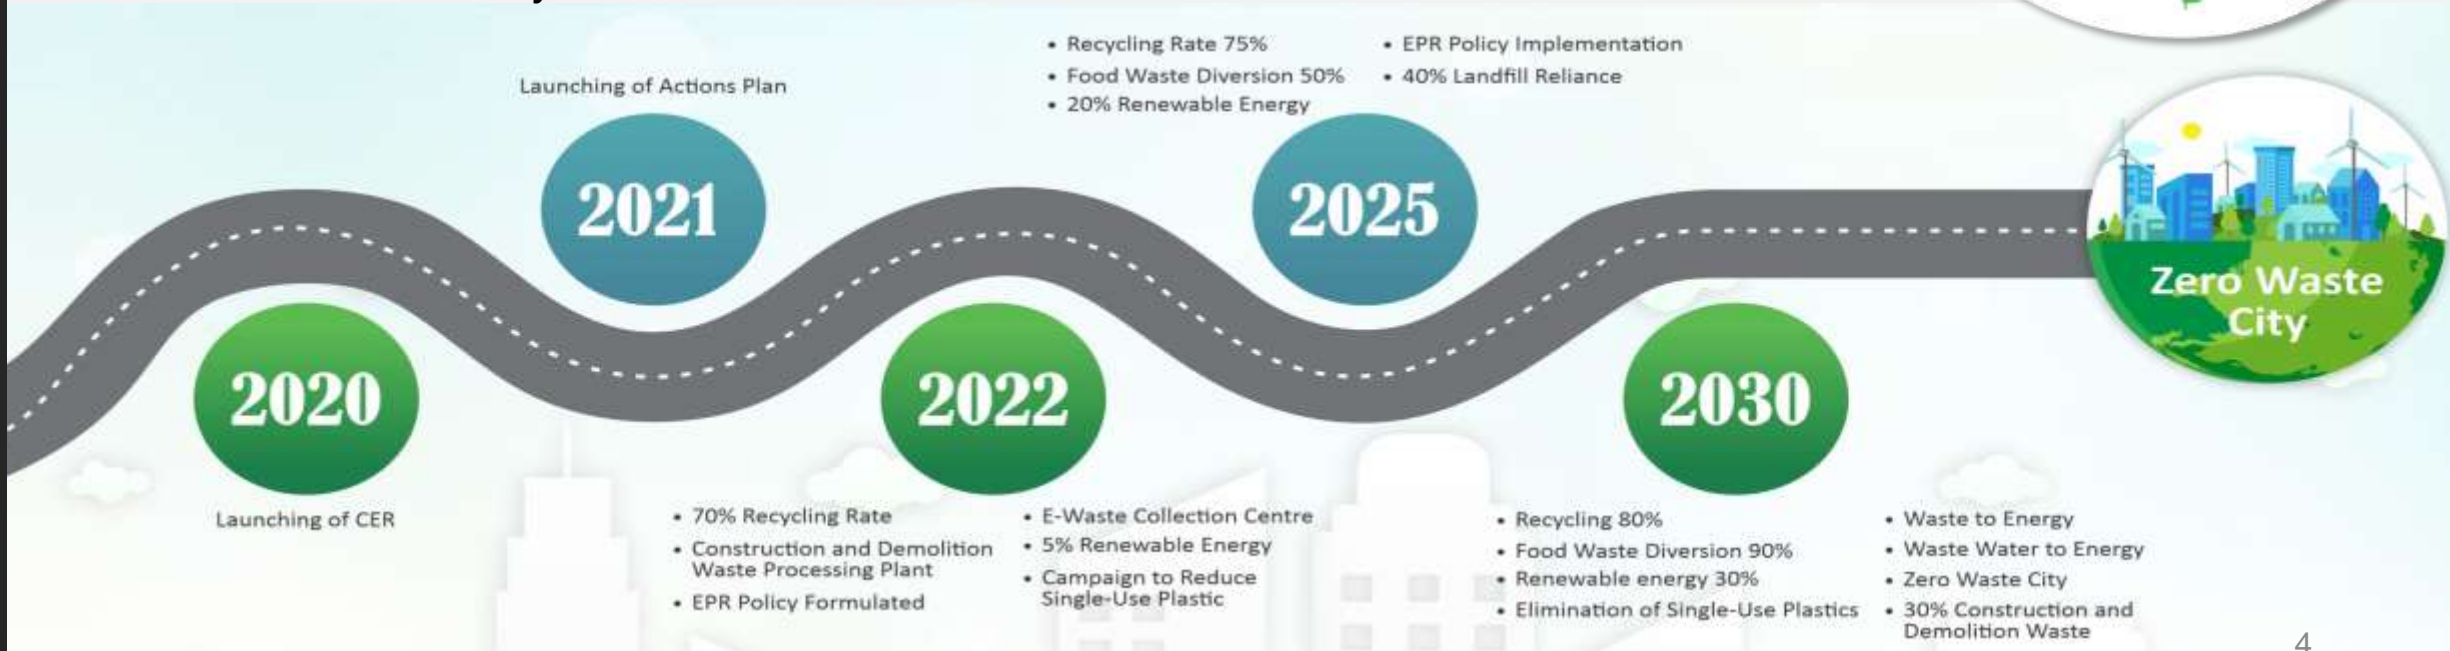 Launching of Actions Plan
• Recycling Rate 75%
• Food Waste Diversion 50%
• 20% Renewable Energy
• EPR Policy Implementation
• 40% Landfill Reliance
2021
2025
Zero Waste
City
2020
2022
2030
Launching of CER
• 70% Recycling Rate
• Construction and Demolition
Waste Processing Plant
• EPR Policy Formulated
• E-Waste Collection Centre
• 5% Renewable Energy
• Campaign to Reduce
Single-Use Plastic
• Recycling 80%
• Food Waste Diversion 90%
• Renewable energy 30%
• Elimination of Single-Use Plastics
• Waste to Energy
• Waste Water to Energy
• Zero Waste City
• 30% Construction and
Demolition Waste
4